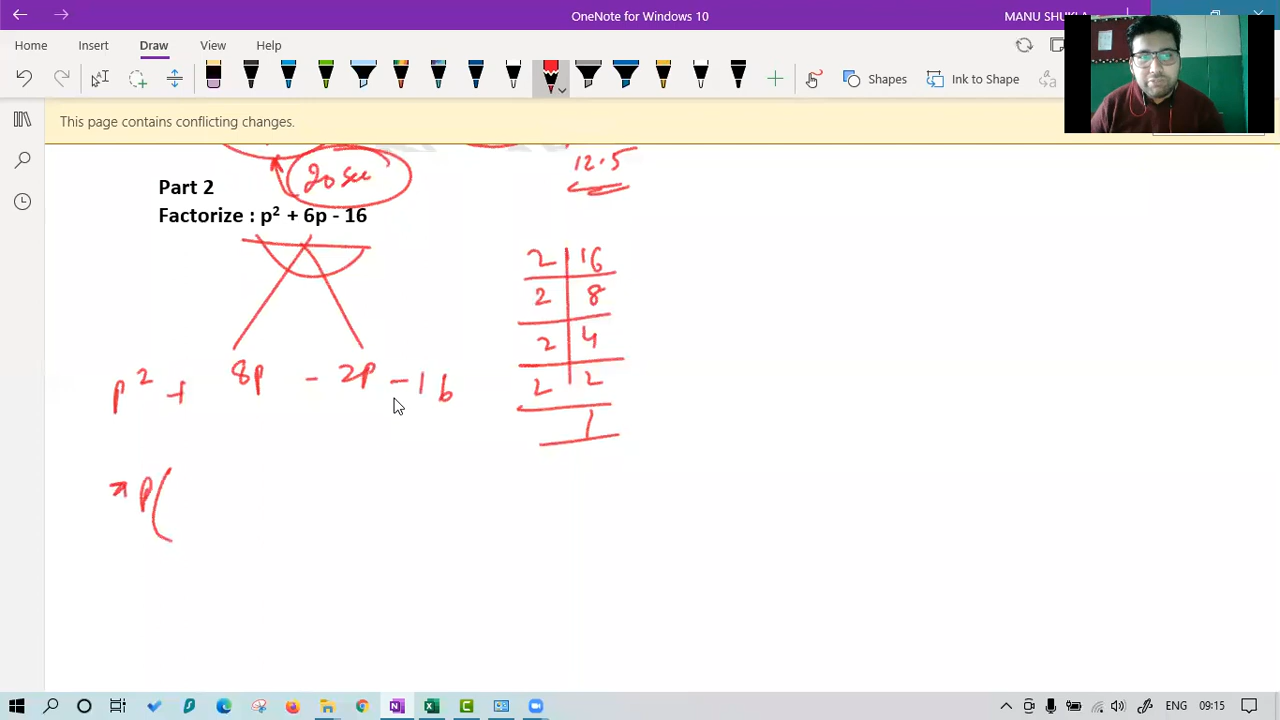 OneNote for Windows 10
MANU SHUKLA
Home Insert Draw View Help
Shapes
Ink to Shape
This page contains conflicting changes.
20 sec
12.5
Part 2
Factorize : p² + 6p - 16
2 | 16
2 | 8
2 | 4
2 | 2
1
p² + 8p - 2p - 16
p(
ENG 09:15